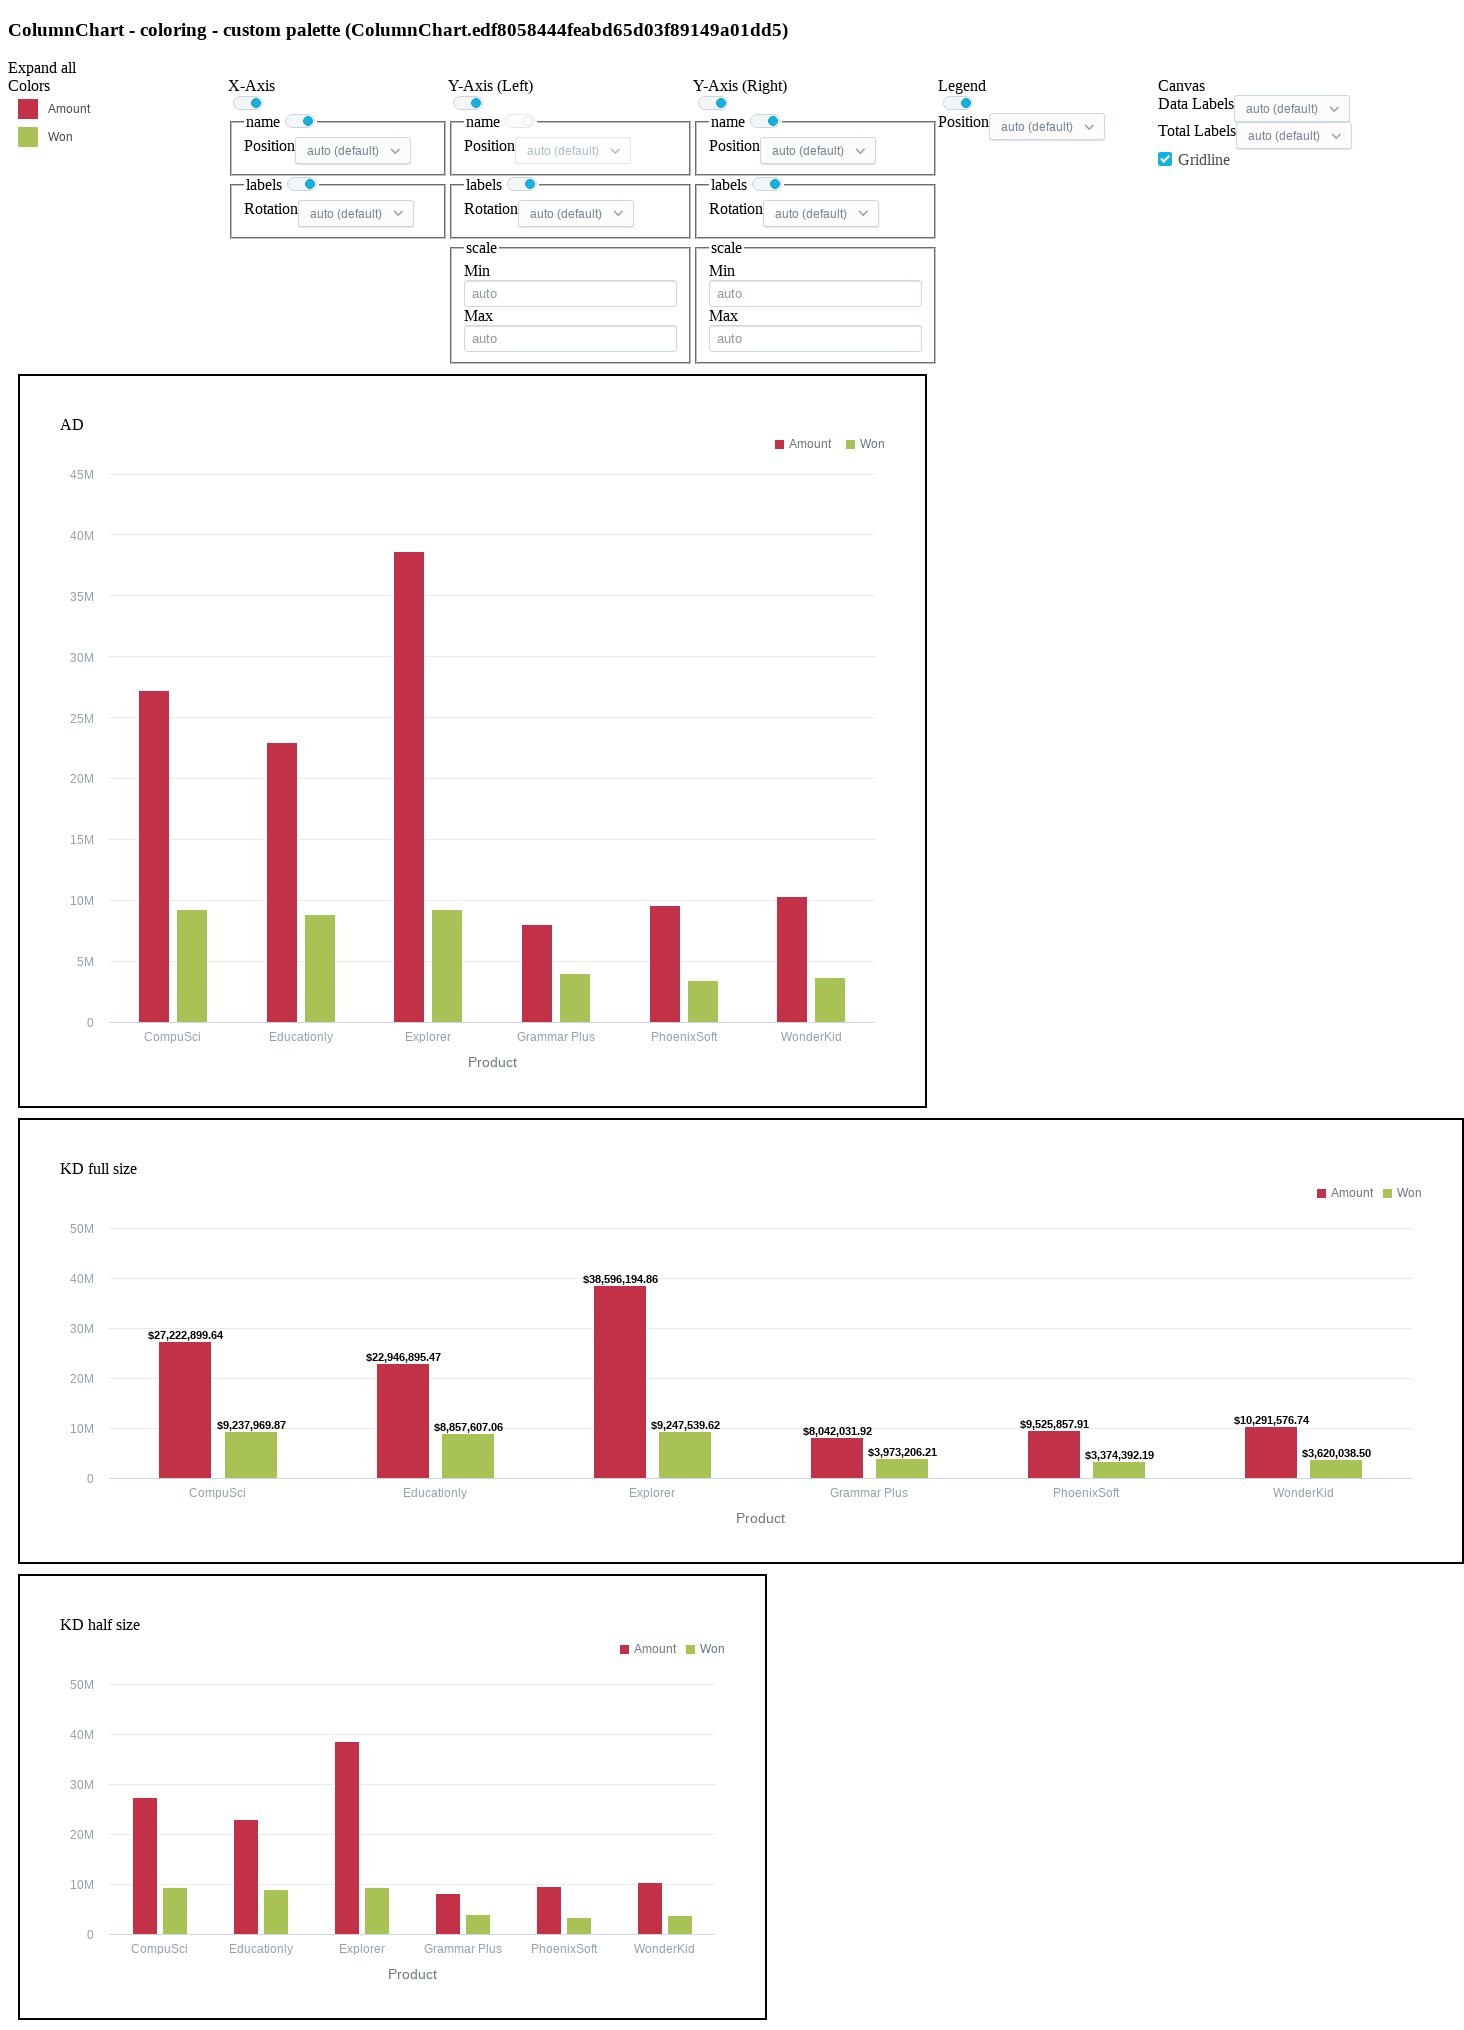 ColumnChart - coloring - custom palette (ColumnChart.edf8058444feabd65d03f89149a01dd5)
Expand all
Colors
Amount
Won
X-Axis
name
Position auto (default)
labels
Rotation auto (default)
Y-Axis (Left)
name
Position auto (default)
labels
Rotation auto (default)
scale
Min
auto
Max
auto
Y-Axis (Right)
name
Position auto (default)
labels
Rotation auto (default)
scale
Min
auto
Max
auto
Legend
Position auto (default)
Canvas
Data Labels auto (default)
Total Labels auto (default)
Gridline
AD
Amount Won
45M
40M
35M
30M
25M
20M
15M
10M
5M
0
CompuSci Educationly Explorer Grammar Plus PhoenixSoft WonderKid
Product
KD full size
Amount Won
50M
40M
30M
20M
10M
0
$27,222,899.64
$9,237,969.87
$22,946,895.47
$8,857,607.06
$38,596,194.86
$9,247,539.62
$8,042,031.92
$3,973,206.21
$9,525,857.91
$3,374,392.19
$10,291,576.74
$3,620,038.50
CompuSci Educationly Explorer Grammar Plus PhoenixSoft WonderKid
Product
KD half size
Amount Won
50M
40M
30M
20M
10M
0
CompuSci Educationly Explorer Grammar Plus PhoenixSoft WonderKid
Product